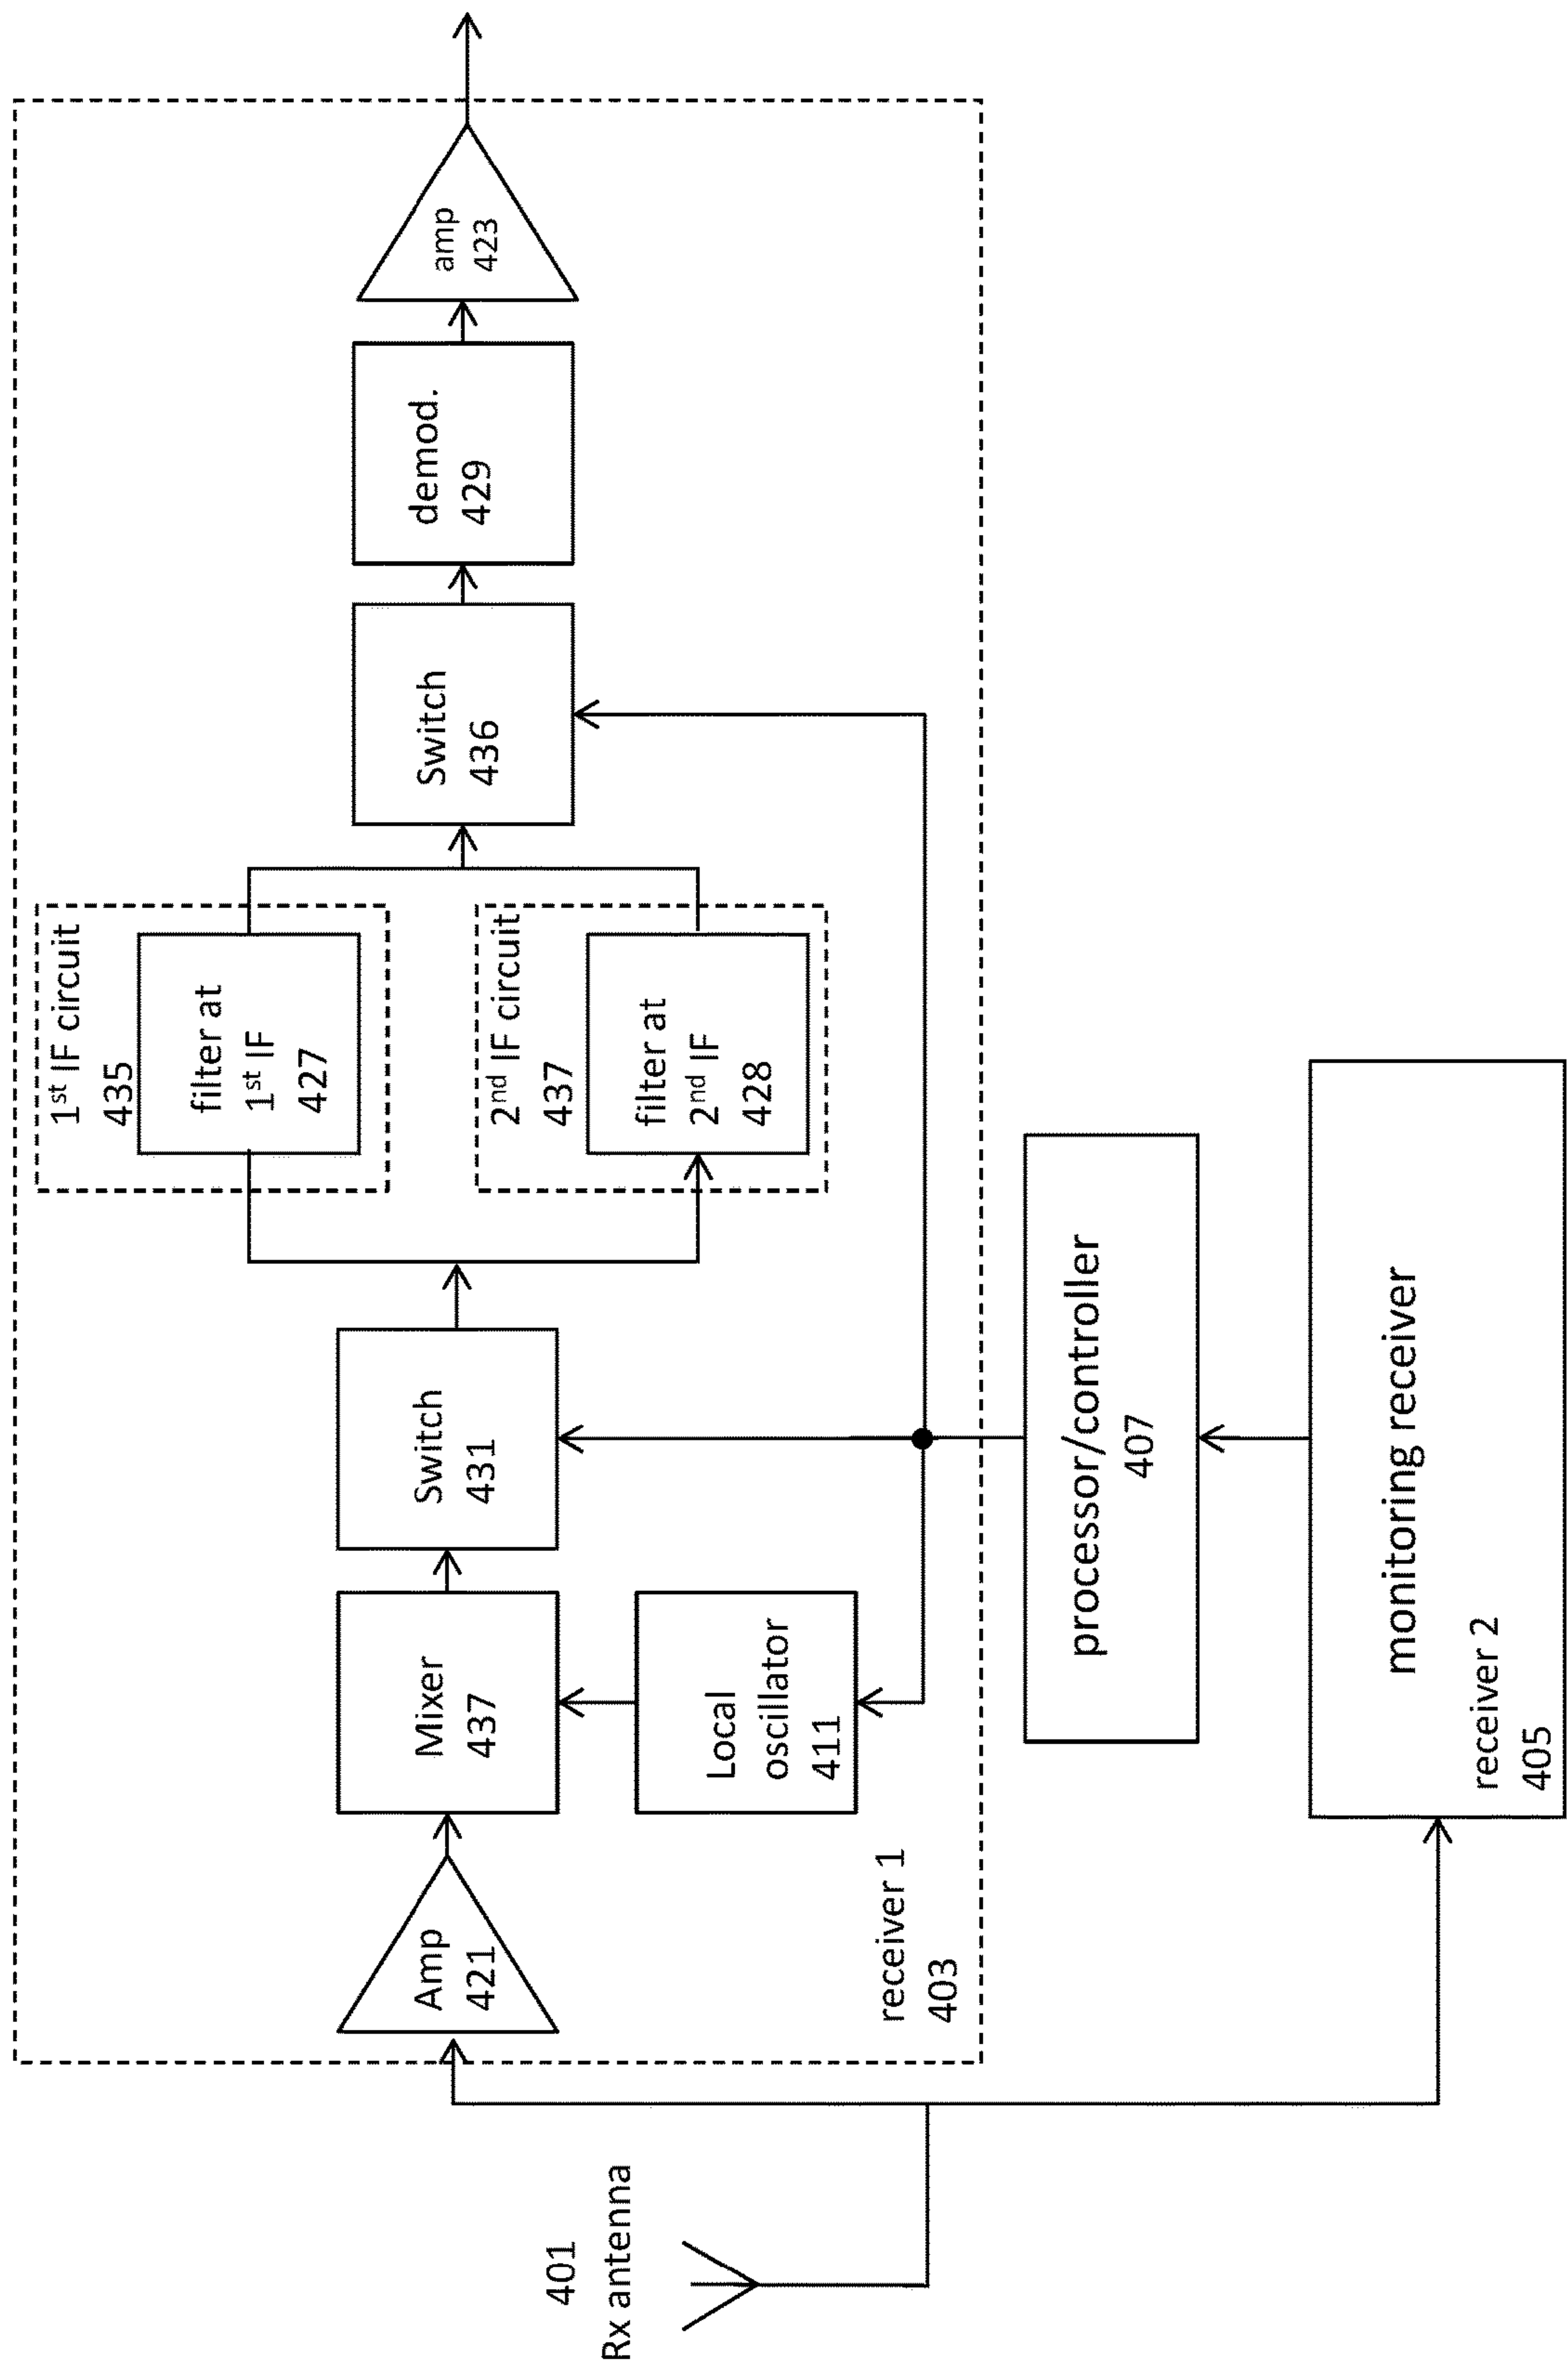 401
Rx antenna
receiver 1
403
Amp
421
Mixer
437
Local
oscillator
411
Switch
431
1st IF circuit
435
filter at
1st IF
427
2nd IF circuit
437
filter at
2nd IF
428
Switch
436
demod.
429
amp
423
processor/controller
407
monitoring receiver
receiver 2
405